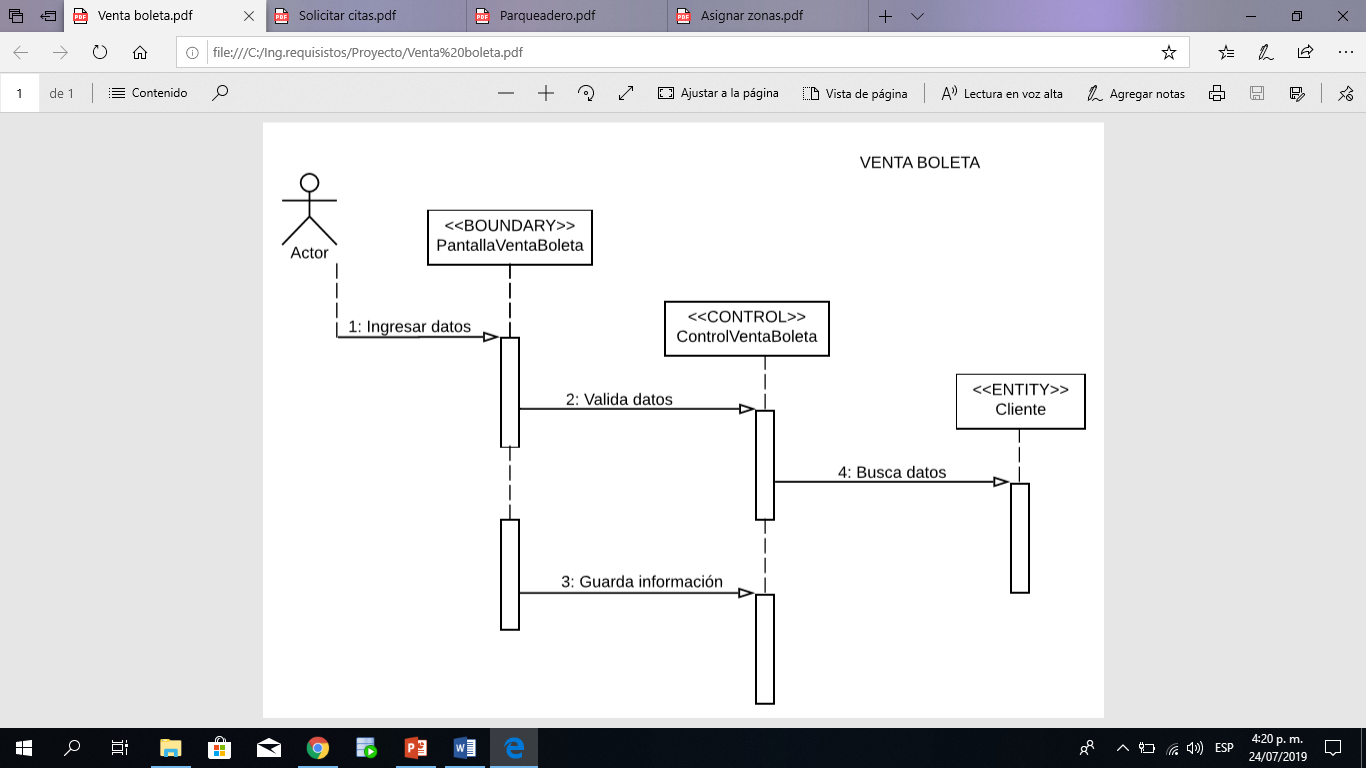 Venta boleta.pdf
Solicitar citas.pdf
Parqueadero.pdf
Asignar zonas.pdf
file:///C:/Ing.requisistos/Proyecto/Venta%20boleta.pdf
1 de 1 Contenido Ajustar a la página Vista de página Lectura en voz alta Agregar notas
VENTA BOLETA
Actor
<<BOUNDARY>>
PantallaVentaBoleta
<<CONTROL>>
ControlVentaBoleta
<<ENTITY>>
Cliente
1: Ingresar datos
2: Valida datos
4: Busca datos
3: Guarda información
ESP
4:20 p. m.
24/07/2019